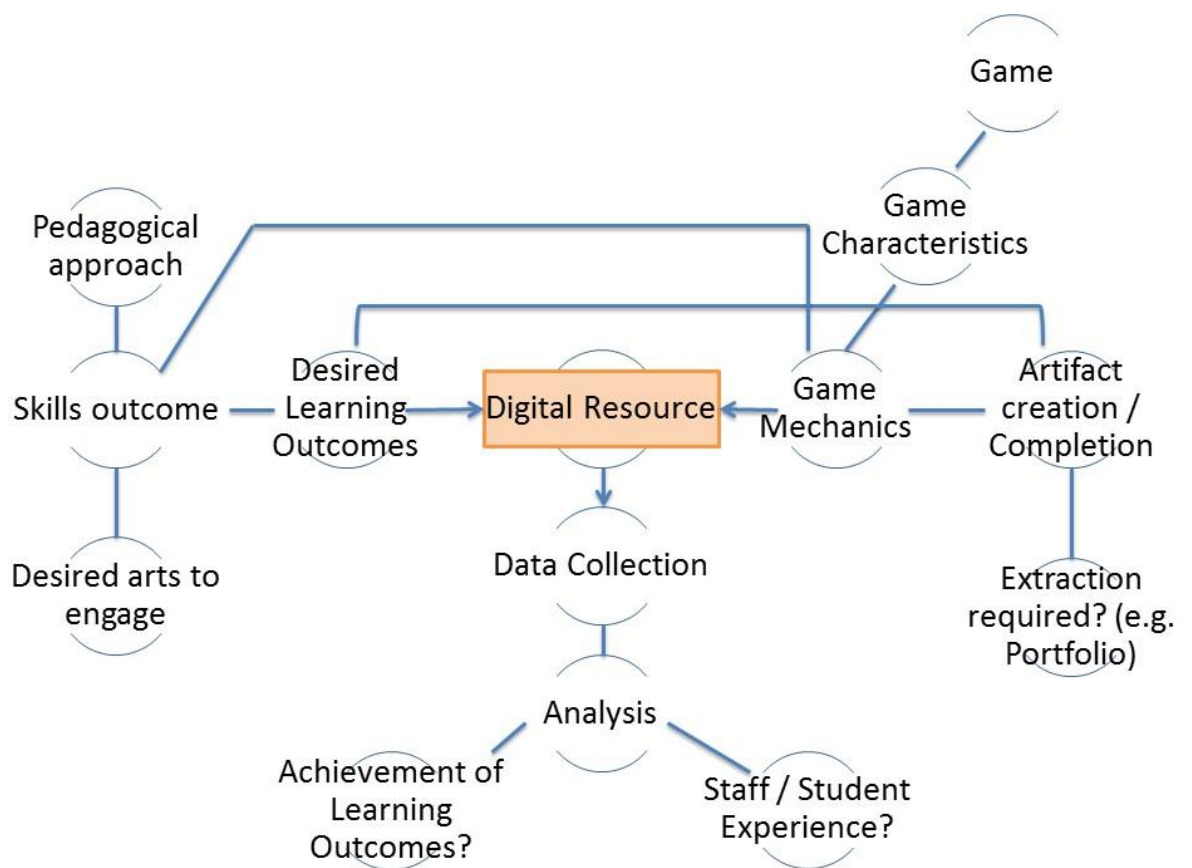 Game
Game
Characteristics
Pedagogical
approach
Skills outcome
Desired
Learning
Outcomes
Digital Resource
Game
Mechanics
Artifact
creation /
Completion
Desired arts to
engage
Data Collection
Extraction
required? (e.g.
Portfolio)
Analysis
Achievement of
Learning
Outcomes?
Staff / Student
Experience?